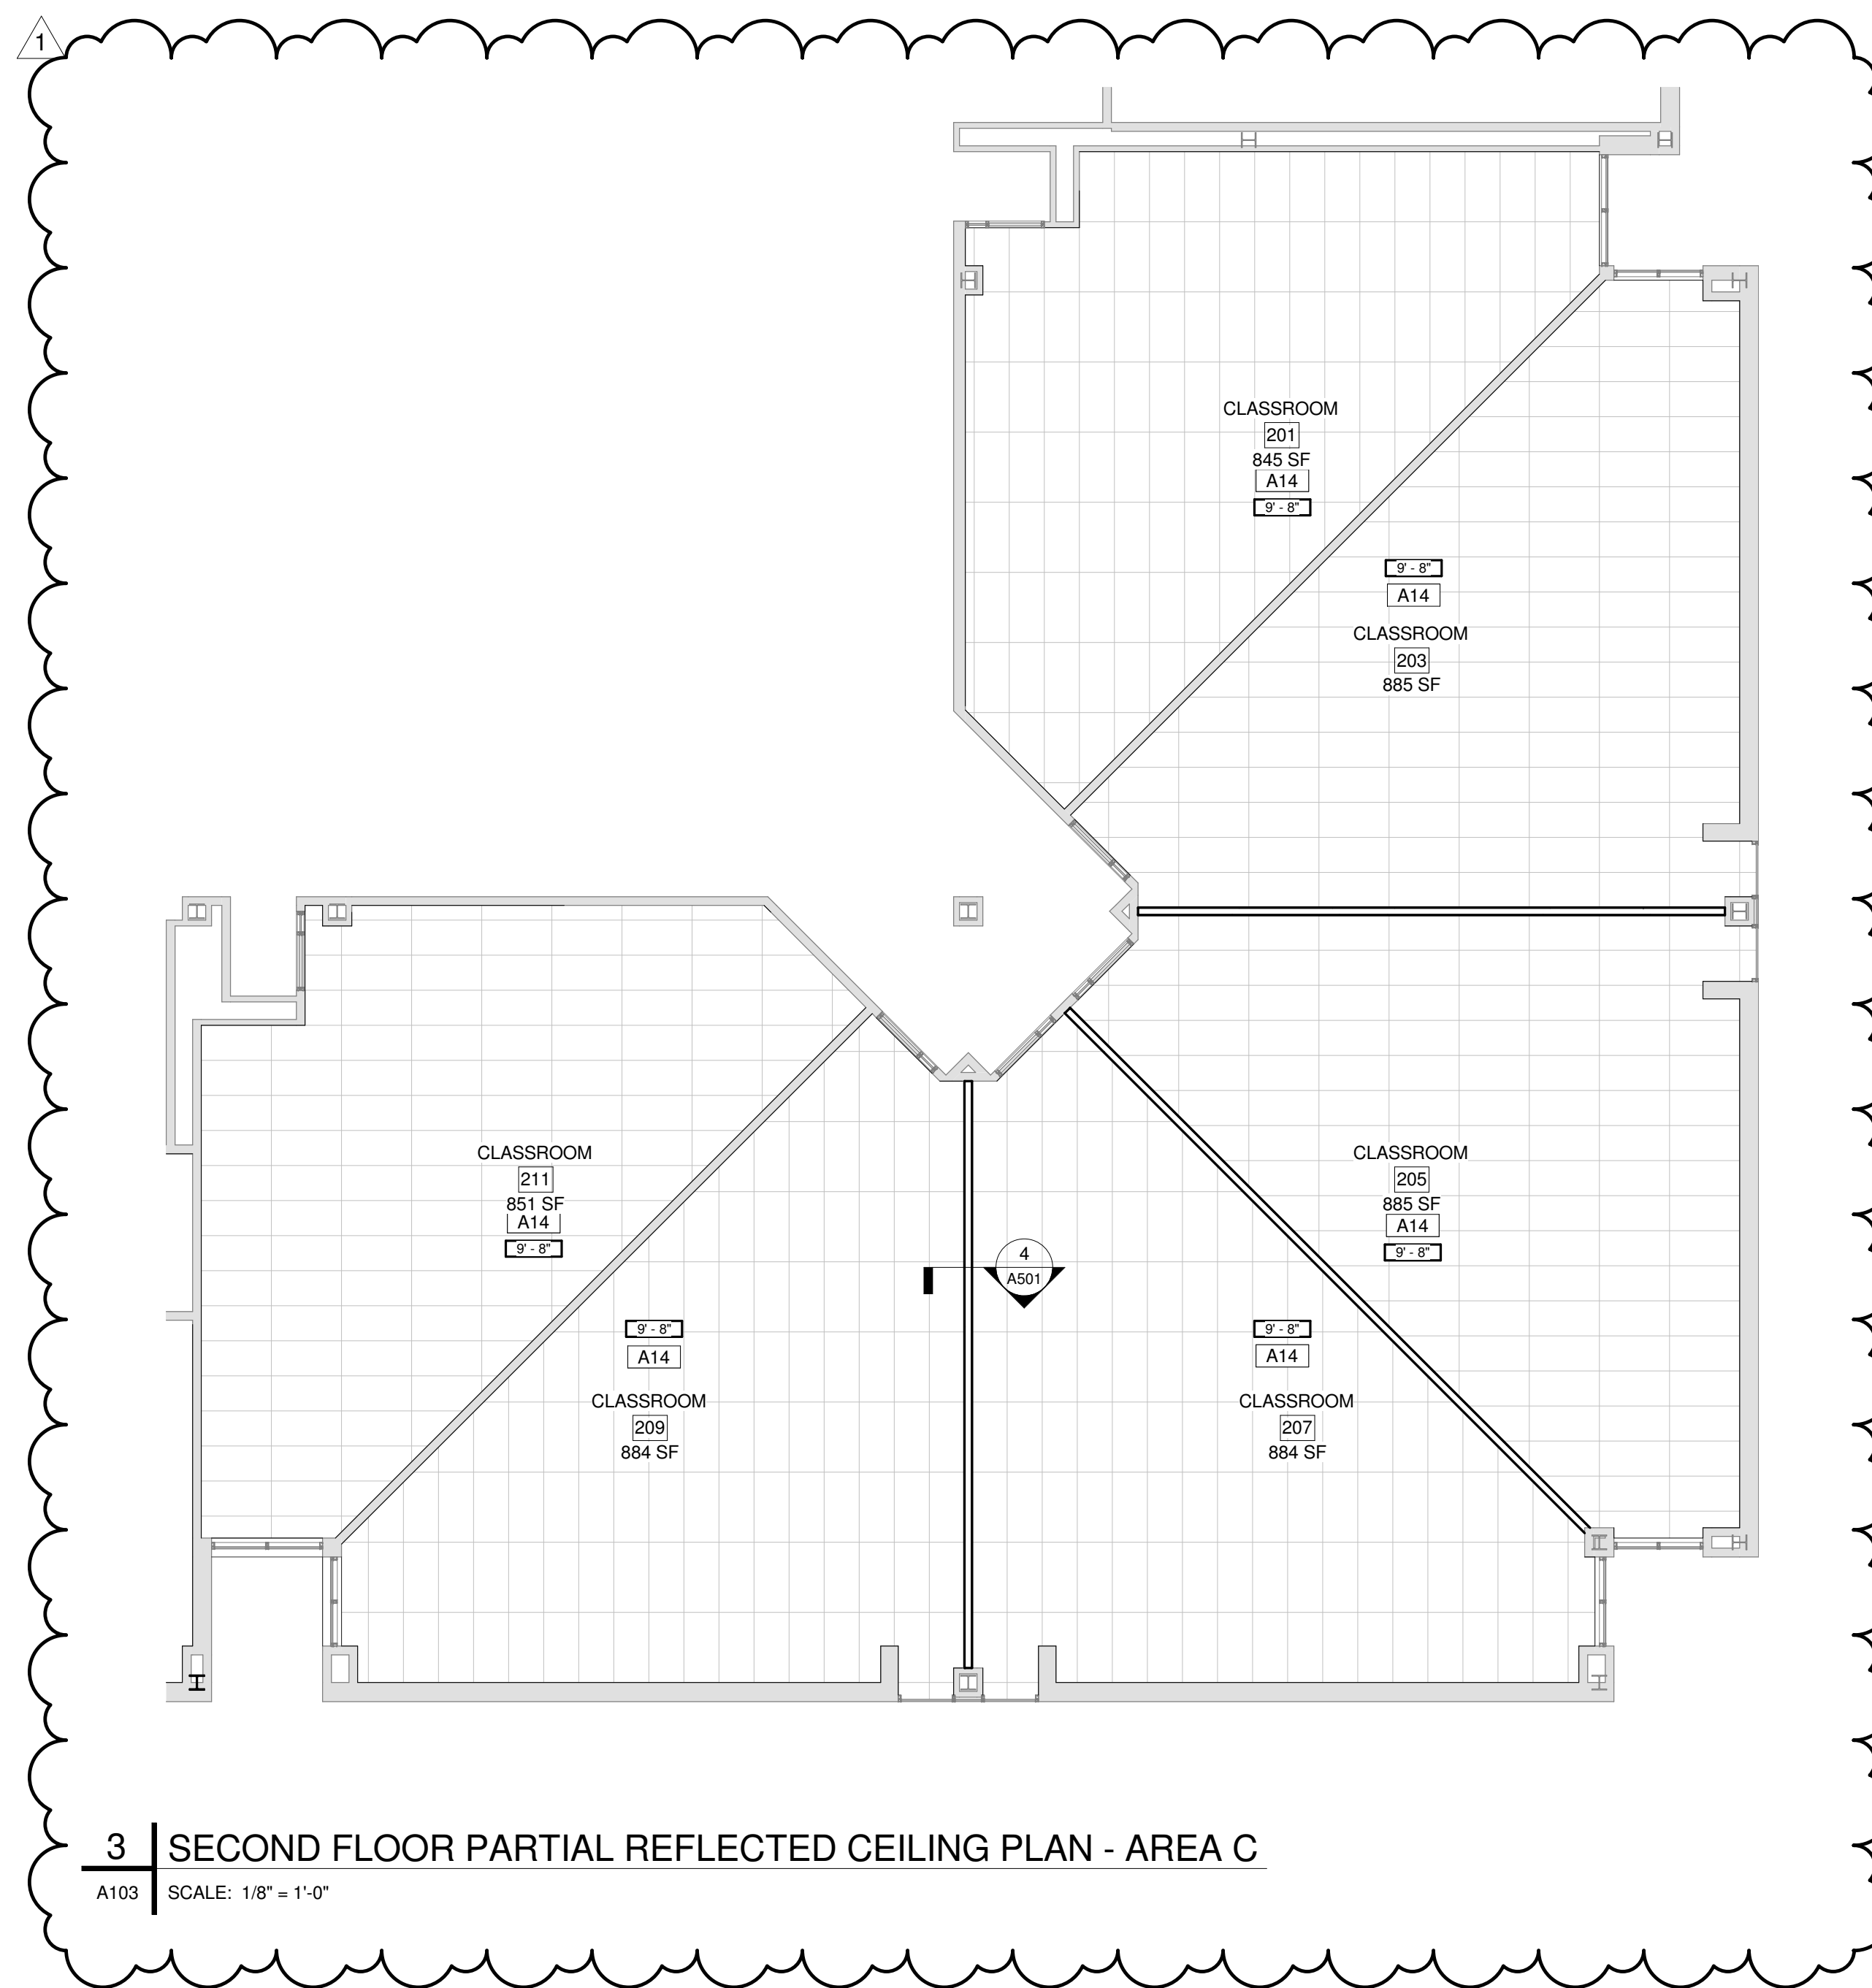 1
CLASSROOM
201
845 SF
A14
9' - 8"
9' - 8"
A14
CLASSROOM
203
885 SF
CLASSROOM
211
851 SF
A14
9' - 8"
CLASSROOM
205
885 SF
A14
9' - 8"
4
A501
9' - 8"
A14
CLASSROOM
209
884 SF
9' - 8"
A14
CLASSROOM
207
884 SF
3
SECOND FLOOR PARTIAL REFLECTED CEILING PLAN - AREA C
A103
SCALE: 1/8" = 1'-0"